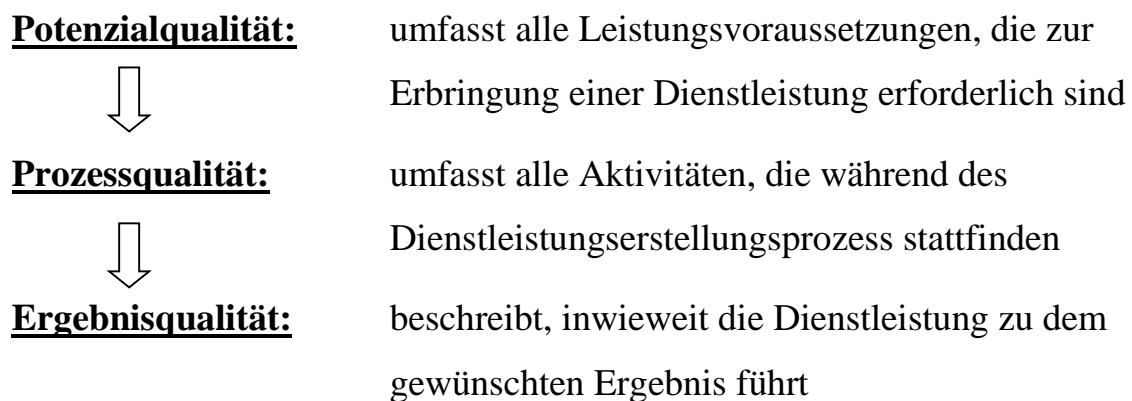 Potenzialqualität: umfasst alle Leistungsvoraussetzungen, die zur
Erbringung einer Dienstleistung erforderlich sind
Prozessqualität: umfasst alle Aktivitäten, die während des
Dienstleistungserstellungsprozess stattfinden
Ergebnisqualität: beschreibt, inwieweit die Dienstleistung zu dem
gewünschten Ergebnis führt